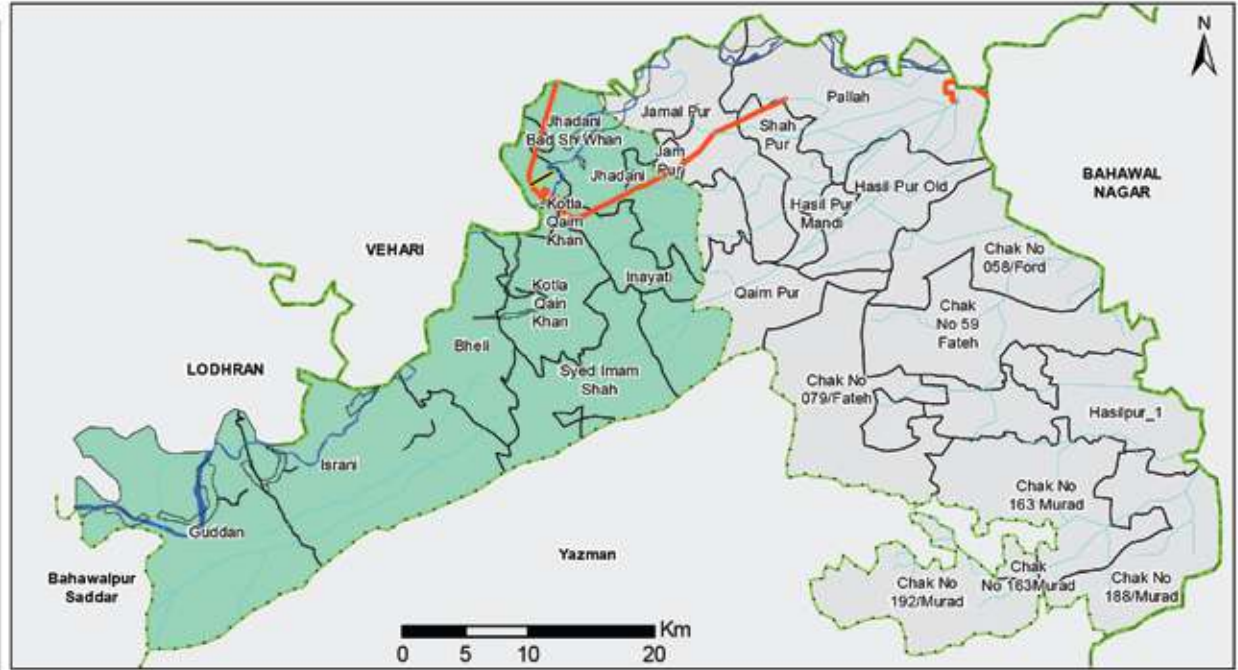 N
Pallah
Jamal Pur
Jhadani
Bad Sh Whan
Shah
Pur
Jam
Pur
Jhadani
BAHAWAL
NAGAR
Hasil Pur Old
Kotla
Qaim
Khan
Hasil Pur
Mandi
VEHARI
Chak No
058/Ford
Inayati
Qaim Pur
Kotla
Qain
Khan
Chak
No 59
Fateh
Bheli
LODHRAN
Syed Imam
Shah
Chak No
079/Fateh
Hasilpur_1
Israni
Chak No
163 Murad
Guddan
Yazman
Bahawalpur
Saddar
Chak No
192/Murad
Chak
No 163Murad
Chak No
188/Murad
Km
0 5 10 20